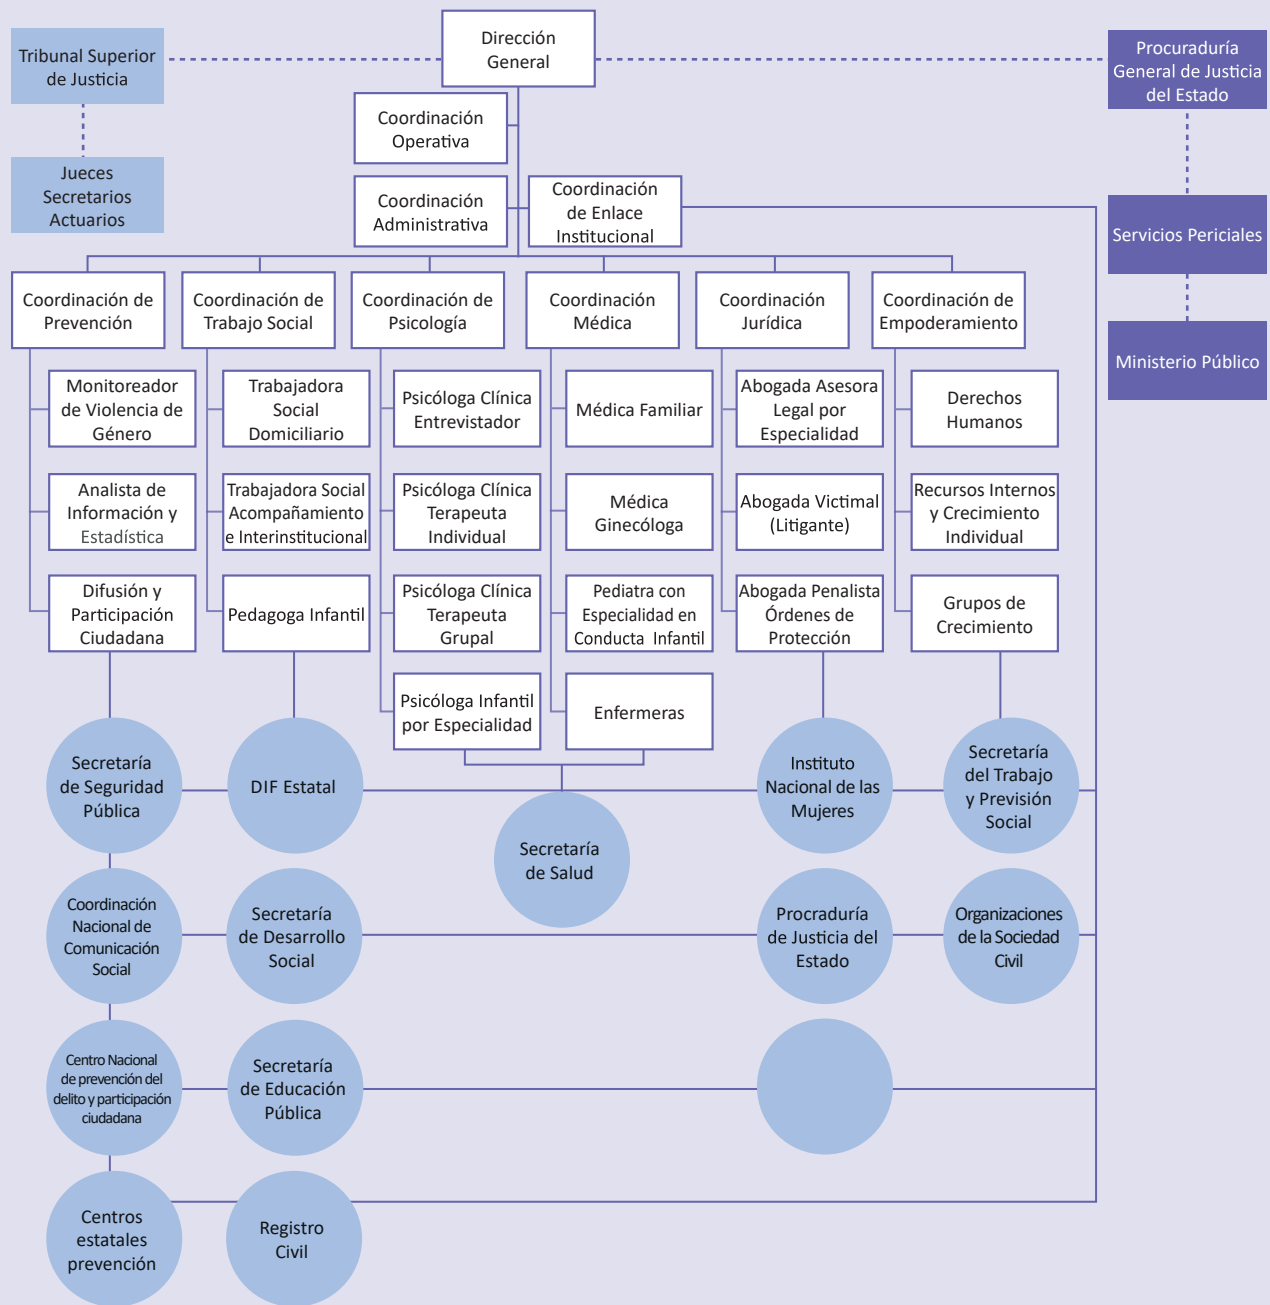 Dirección
General
Tribunal Superior
de Justicia
Procuraduría
General de Justicia
del Estado
Coordinación
Operativa
Jueces
Secretarios
Actuarios
Coordinación
Administrativa
Coordinación
de Enlace
Institucional
Servicios Periciales
Ministerio Público
Coordinación de
Prevención
Coordinación de
Trabajo Social
Coordinación de
Psicología
Coordinación
Médica
Coordinación
Jurídica
Coordinación de
Empoderamiento
Monitoreador
de Violencia de
Género
Trabajadora
Social
Domiciliario
Psicóloga Clínica
Entrevistador
Médica Familiar
Abogada Asesora
Legal por
Especialidad
Derechos
Humanos
Analista de
Información y
Estadística
Trabajadora Social
Acompañamiento
e Interinstitucional
Psicóloga Clínica
Terapeuta
Individual
Médica
Ginecóloga
Abogada Victimal
(Litigante)
Recursos Internos
y Crecimiento
Individual
Difusión y
Participación
Ciudadana
Pedagoga Infantil
Psicóloga Clínica
Terapeuta
Grupal
Pediatra con
Especialidad en
Conducta Infantil
Abogada Penalista
Órdenes de
Protección
Grupos de
Crecimiento
Psicóloga Infantil
por Especialidad
Enfermeras
Secretaría
de Seguridad
Pública
DIF Estatal
Secretaría
de Salud
Instituto
Nacional de las
Mujeres
Secretaría
del Trabajo
y Previsión
Social
Coordinación
Nacional de
Comunicación
Social
Secretaría
de Desarrollo
Social
Procraduría
de Justicia del
Estado
Organizaciones
de la Sociedad
Civil
Centro Nacional
de prevención del
delito y participación
ciudadana
Secretaría
de Educación
Pública
Centros
estatales
prevención
Registro
Civil